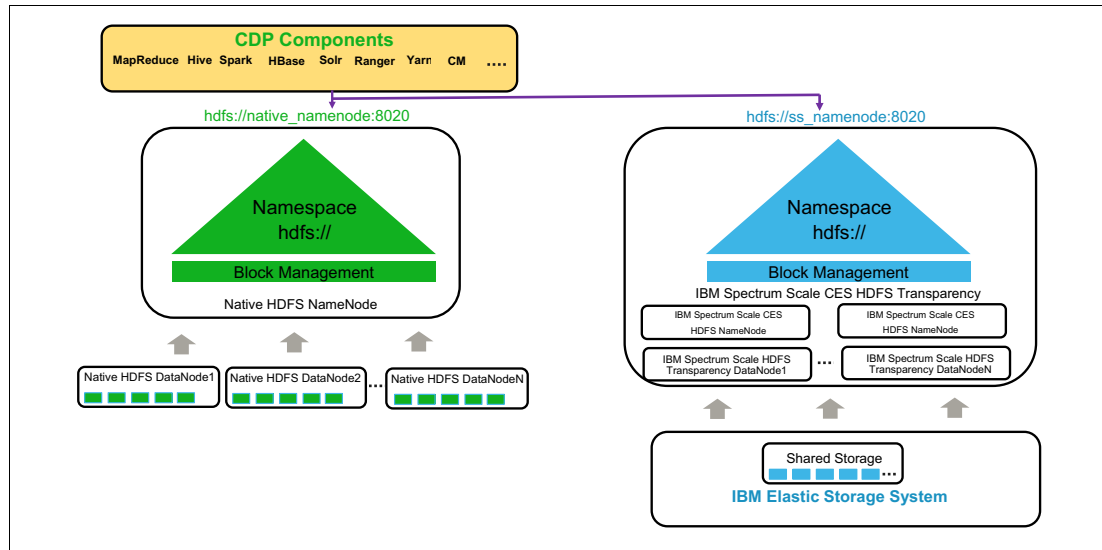 CDP Components
MapReduce Hive Spark HBase Solr Ranger Yarn CM ....
hdfs://native_namenode:8020
Namespace
hdfs://
Block Management
Native HDFS NameNode
Native HDFS DataNode1
Native HDFS DataNode2
...
Native HDFS DataNodeN
hdfs://ss_namenode:8020
Namespace
hdfs://
Block Management
IBM Spectrum Scale CES HDFS Transparency
IBM Spectrum Scale CES
HDFS NameNode
IBM Spectrum Scale CES
HDFS NameNode
IBM Spectrum Scale HDFS
Transparency DataNode1
...
IBM Spectrum Scale HDFS
Transparency DataNodeN
Shared Storage
...
IBM Elastic Storage System